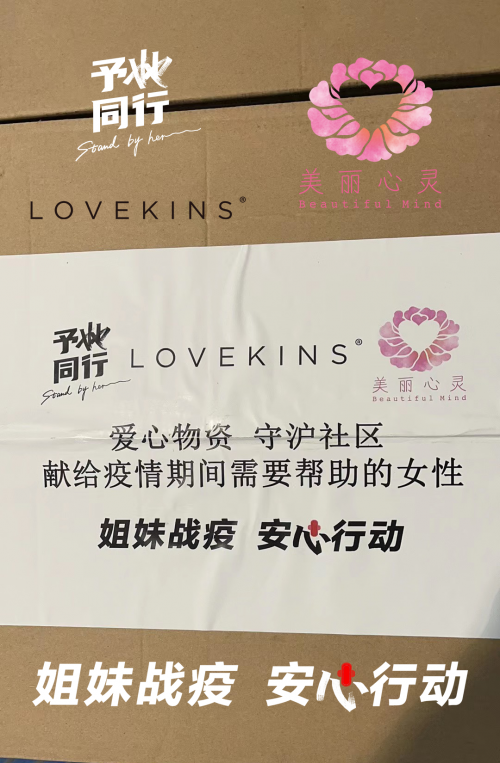 予她
同行
Stand by her
美丽心灵
Beautiful Mind
LOVEKINS®
予她
同行
Stand by her
LOVEKINS®
美丽心灵
Beautiful Mind
爱心物资 守沪社区
献给疫情期间需要帮助的女性
姐妹战疫 安心行动
姐妹战疫 安心行动